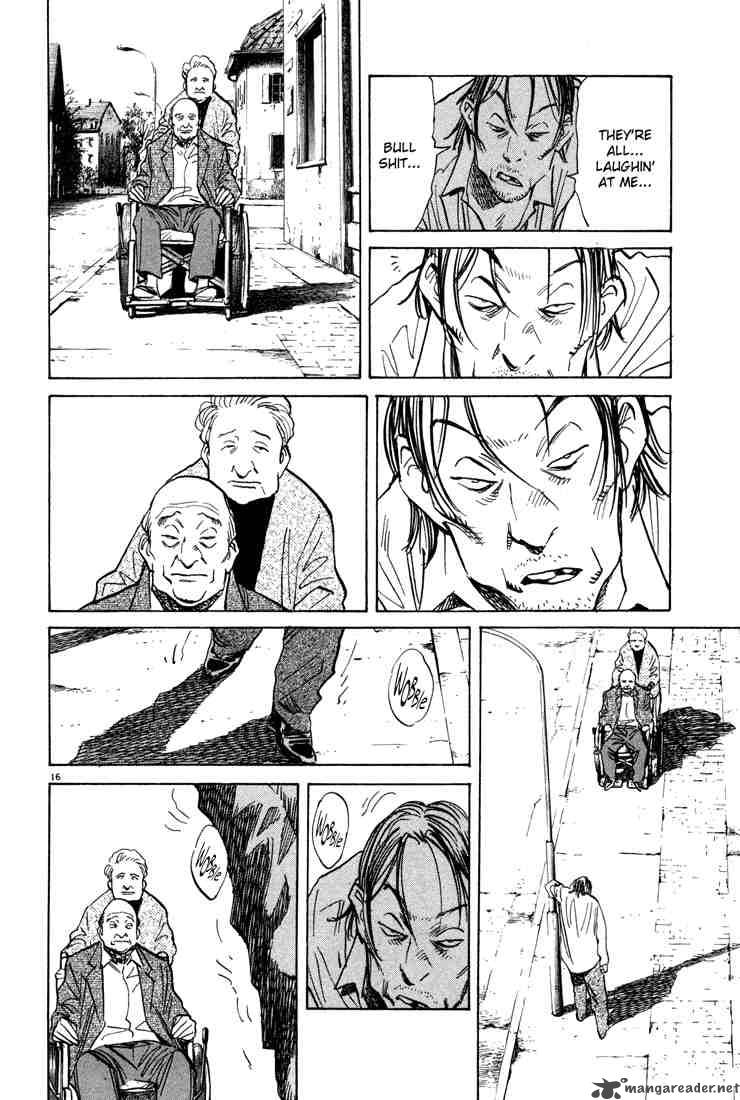 THEY'RE
ALL...
LAUGHIN'
AT ME...
BULL
SHIT...
WOBBLE
WOBBLE
WOBBLE
16
mangareader.net